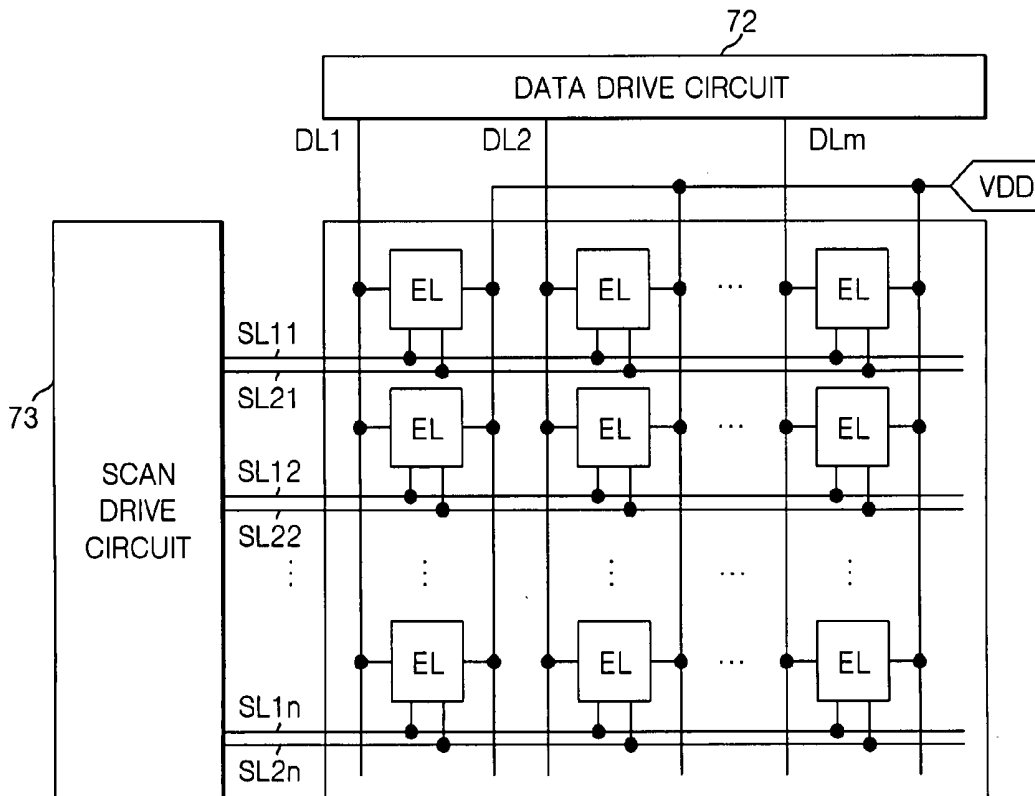 72
DATA DRIVE CIRCUIT
DL1 DL2 DLm
VDD
EL EL ... EL
SL11
SL21
73
EL EL ... EL
SCAN
DRIVE
CIRCUIT
SL12
SL22
...
EL EL ... EL
SL1n
SL2n